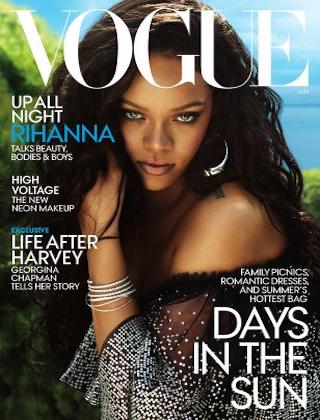 VOGUE
JUN
UP ALL
NIGHT
RIHANNA
TALKS BEAUTY,
BODIES & BOYS
HIGH
VOLTAGE
THE NEW
NEON MAKEUP
EXCLUSIVE
LIFE AFTER
HARVEY
GEORGINA
CHAPMAN
TELLS HER STORY
FAMILY PICNICS,
ROMANTIC DRESSES,
AND SUMMER'S
HOTTEST BAG
DAYS
IN THE
SUN